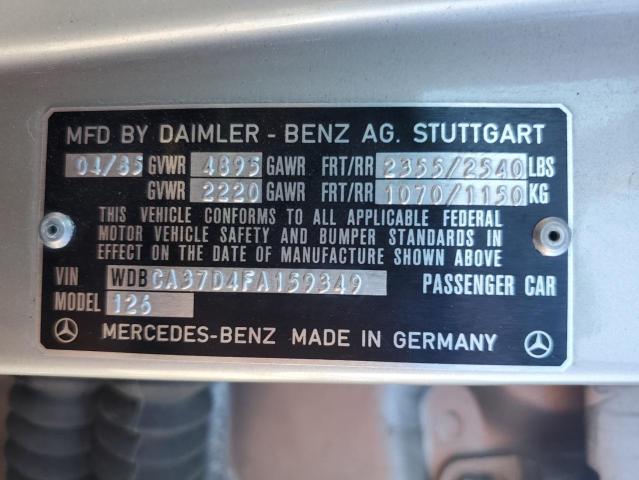 MFD BY DAIMLER - BENZ AG. STUTTGART
04/85 GVWR 4895 GAWR FRT/RR 2355/2540 LBS
GVWR 2220 GAWR FRT/RR 1070/1150 KG
THIS VEHICLE CONFORMS TO ALL APPLICABLE FEDERAL
MOTOR VEHICLE SAFETY AND BUMPER STANDARDS IN
EFFECT ON THE DATE OF MANUFACTURE SHOWN ABOVE
VIN WDBCA37D4FA159349 PASSENGER CAR
MODEL 126
MERCEDES-BENZ MADE IN GERMANY